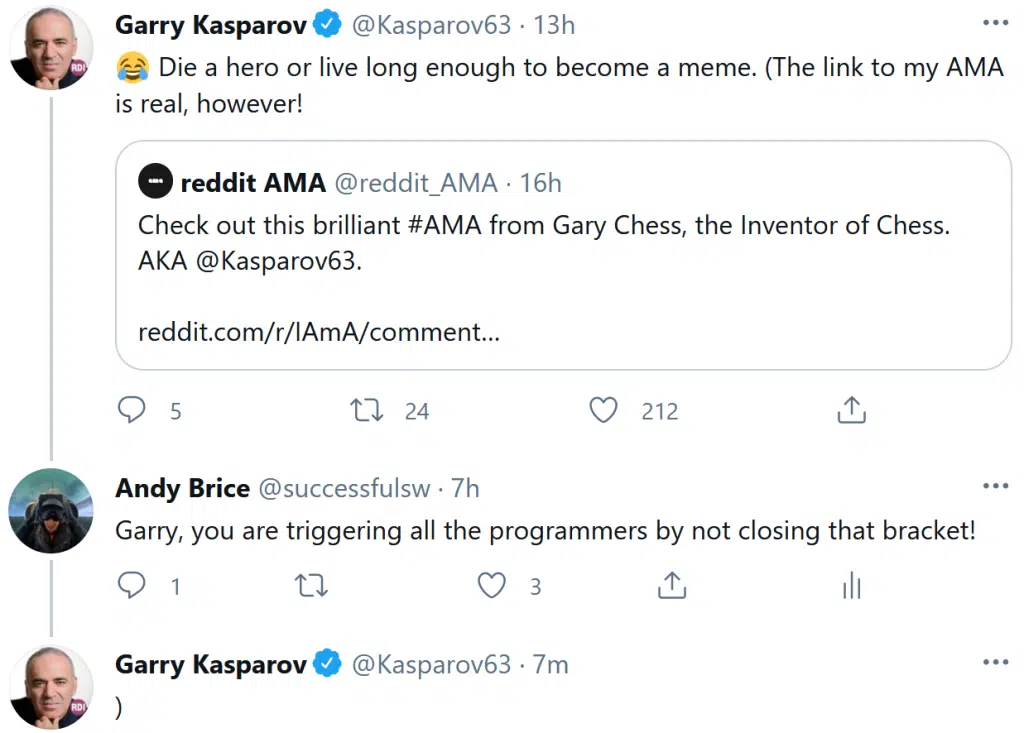 Garry Kasparov @Kasparov63 · 13h
😂 Die a hero or live long enough to become a meme. (The link to my AMA
is real, however!
reddit AMA @reddit_AMA · 16h
Check out this brilliant #AMA from Gary Chess, the Inventor of Chess.
AKA @Kasparov63.
reddit.com/r/IAmA/comment...
5 24 212
Andy Brice @successfulsw · 7h
Garry, you are triggering all the programmers by not closing that bracket!
1 3
Garry Kasparov @Kasparov63 · 7m
)
RDI
RDI